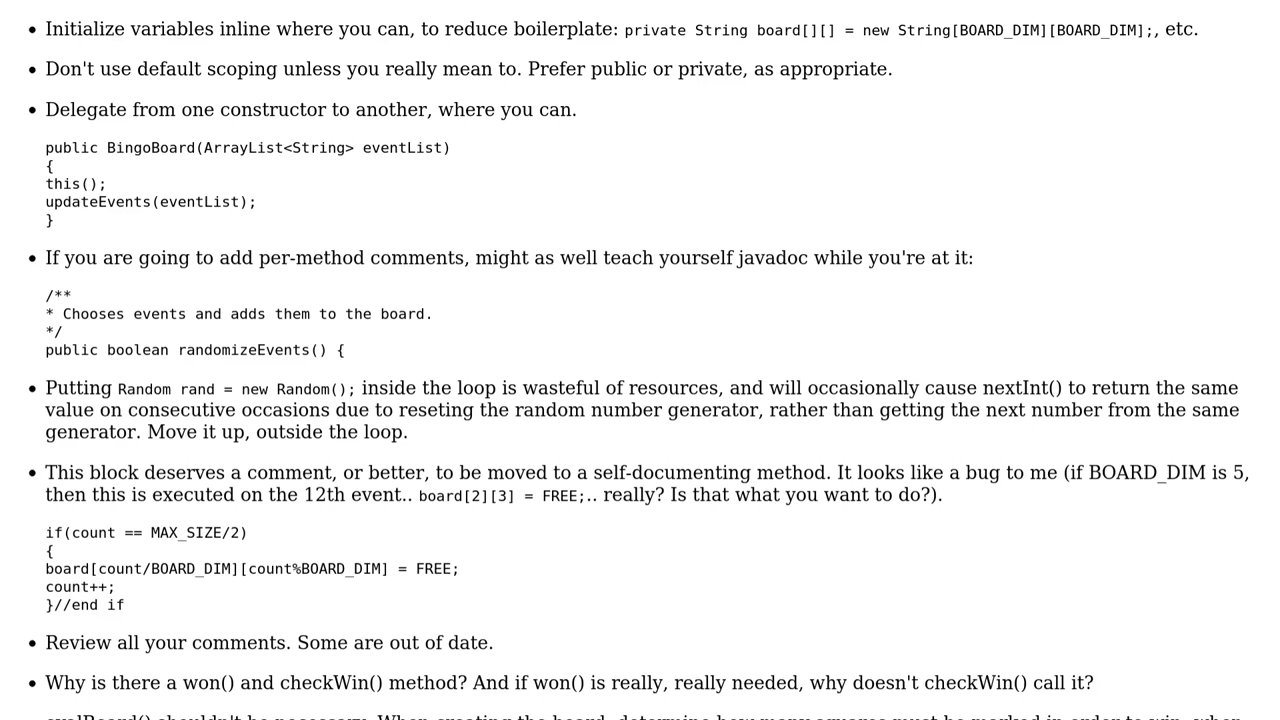 • Initialize variables inline where you can, to reduce boilerplate: private String board[][] = new String[BOARD_DIM][BOARD_DIM];, etc.
• Don't use default scoping unless you really mean to. Prefer public or private, as appropriate.
• Delegate from one constructor to another, where you can.
public BingoBoard(ArrayList<String> eventList)
{
this();
updateEvents(eventList);
}
• If you are going to add per-method comments, might as well teach yourself javadoc while you're at it:
/**
* Chooses events and adds them to the board.
*/
public boolean randomizeEvents() {
• Putting Random rand = new Random(); inside the loop is wasteful of resources, and will occasionally cause nextInt() to return the same
value on consecutive occasions due to reseting the random number generator, rather than getting the next number from the same
generator. Move it up, outside the loop.
• This block deserves a comment, or better, to be moved to a self-documenting method. It looks like a bug to me (if BOARD_DIM is 5,
then this is executed on the 12th event.. board[2][3] = FREE;.. really? Is that what you want to do?).
if(count == MAX_SIZE/2)
{
board[count/BOARD_DIM][count%BOARD_DIM] = FREE;
count++;
}//end if
• Review all your comments. Some are out of date.
• Why is there a won() and checkWin() method? And if won() is really, really needed, why doesn't checkWin() call it?